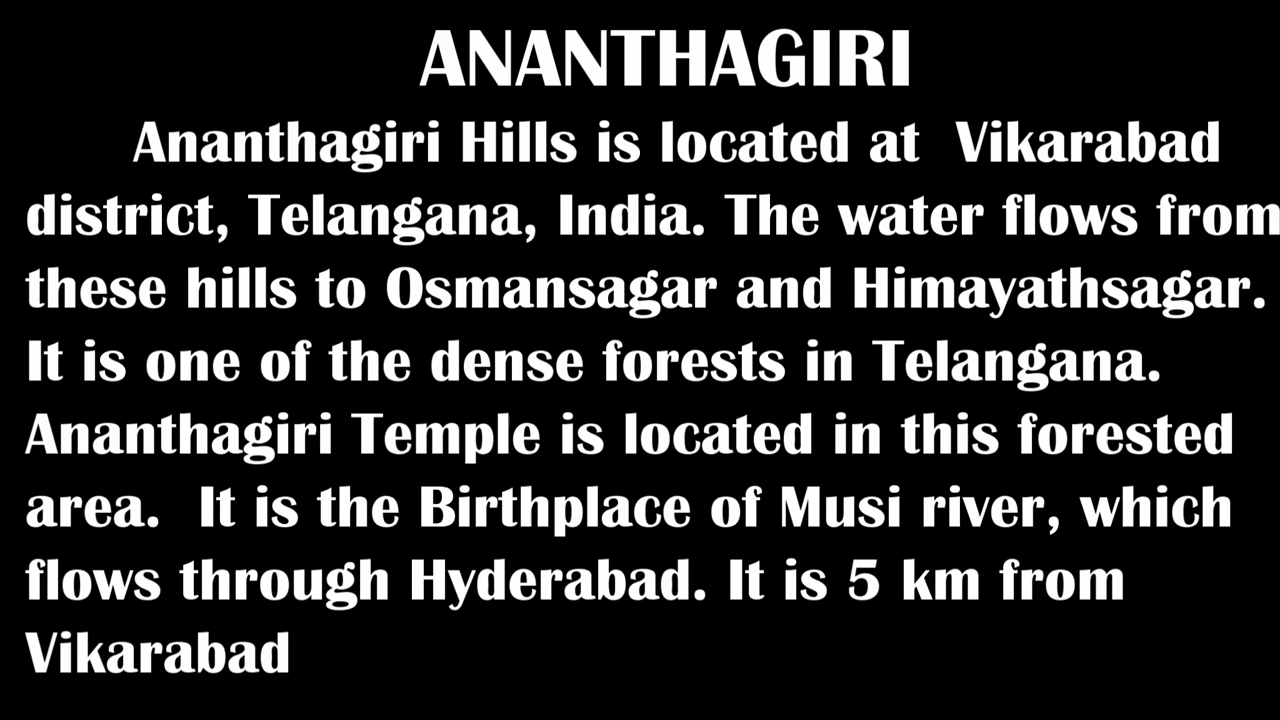 ANANTHAGIRI
Ananthagiri Hills is located at Vikarabad
district, Telangana, India. The water flows from
these hills to Osmansagar and Himayathsagar.
It is one of the dense forests in Telangana.
Ananthagiri Temple is located in this forested
area. It is the Birthplace of Musi river, which
flows through Hyderabad. It is 5 km from
Vikarabad